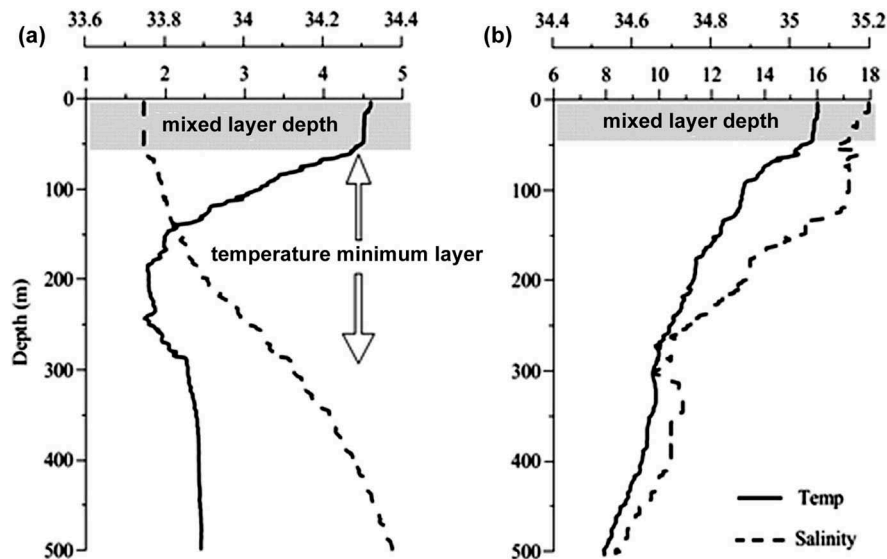 (a)
33.6 33.8 34 34.2 34.4
1 2 3 4 5
mixed layer depth
temperature minimum layer
Depth (m)
0
100
200
300
400
500
(b)
34.4 34.6 34.8 35 35.2
6 8 10 12 14 16 18
mixed layer depth
0
100
200
300
400
500
Temp
Salinity